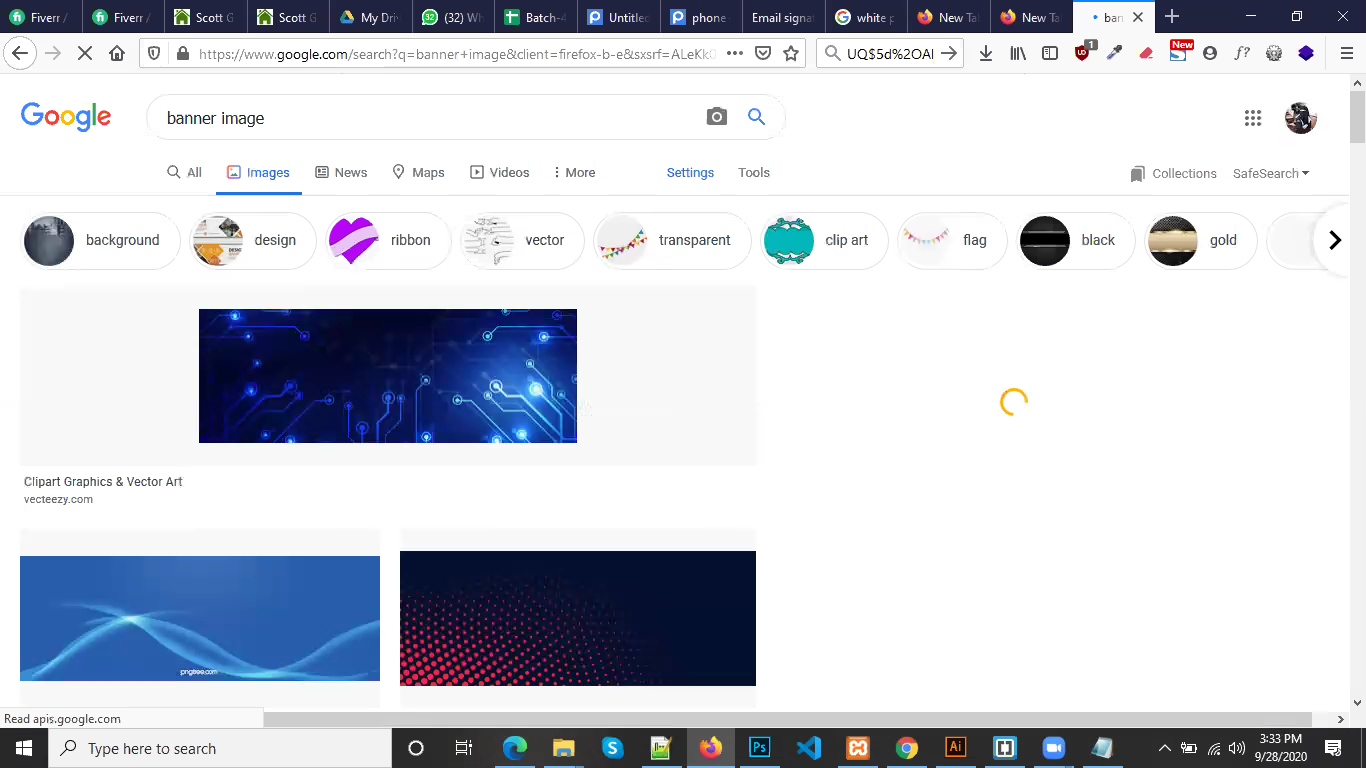 Fiverr /
Fiverr /
Scott G
Scott G
My Dri
(32) Wh
Batch-4
Untitled
phone
Email signat
white p
New Ta
New Ta
ban
https://www.google.com/search?q=banner+image&client=firefox-b-e&sxsrf=ALeKk0
UQ$5d%2OAI
1
New
Google
banner image
All
Images
News
Maps
Videos
More
Settings
Tools
Collections
SafeSearch
background
design
ribbon
vector
transparent
clip art
flag
black
gold
Clipart Graphics & Vector Art
vecteezy.com
pngtree.com
Read apis.google.com
Type here to search
Ps
Ai
3:33 PM
9/28/2020